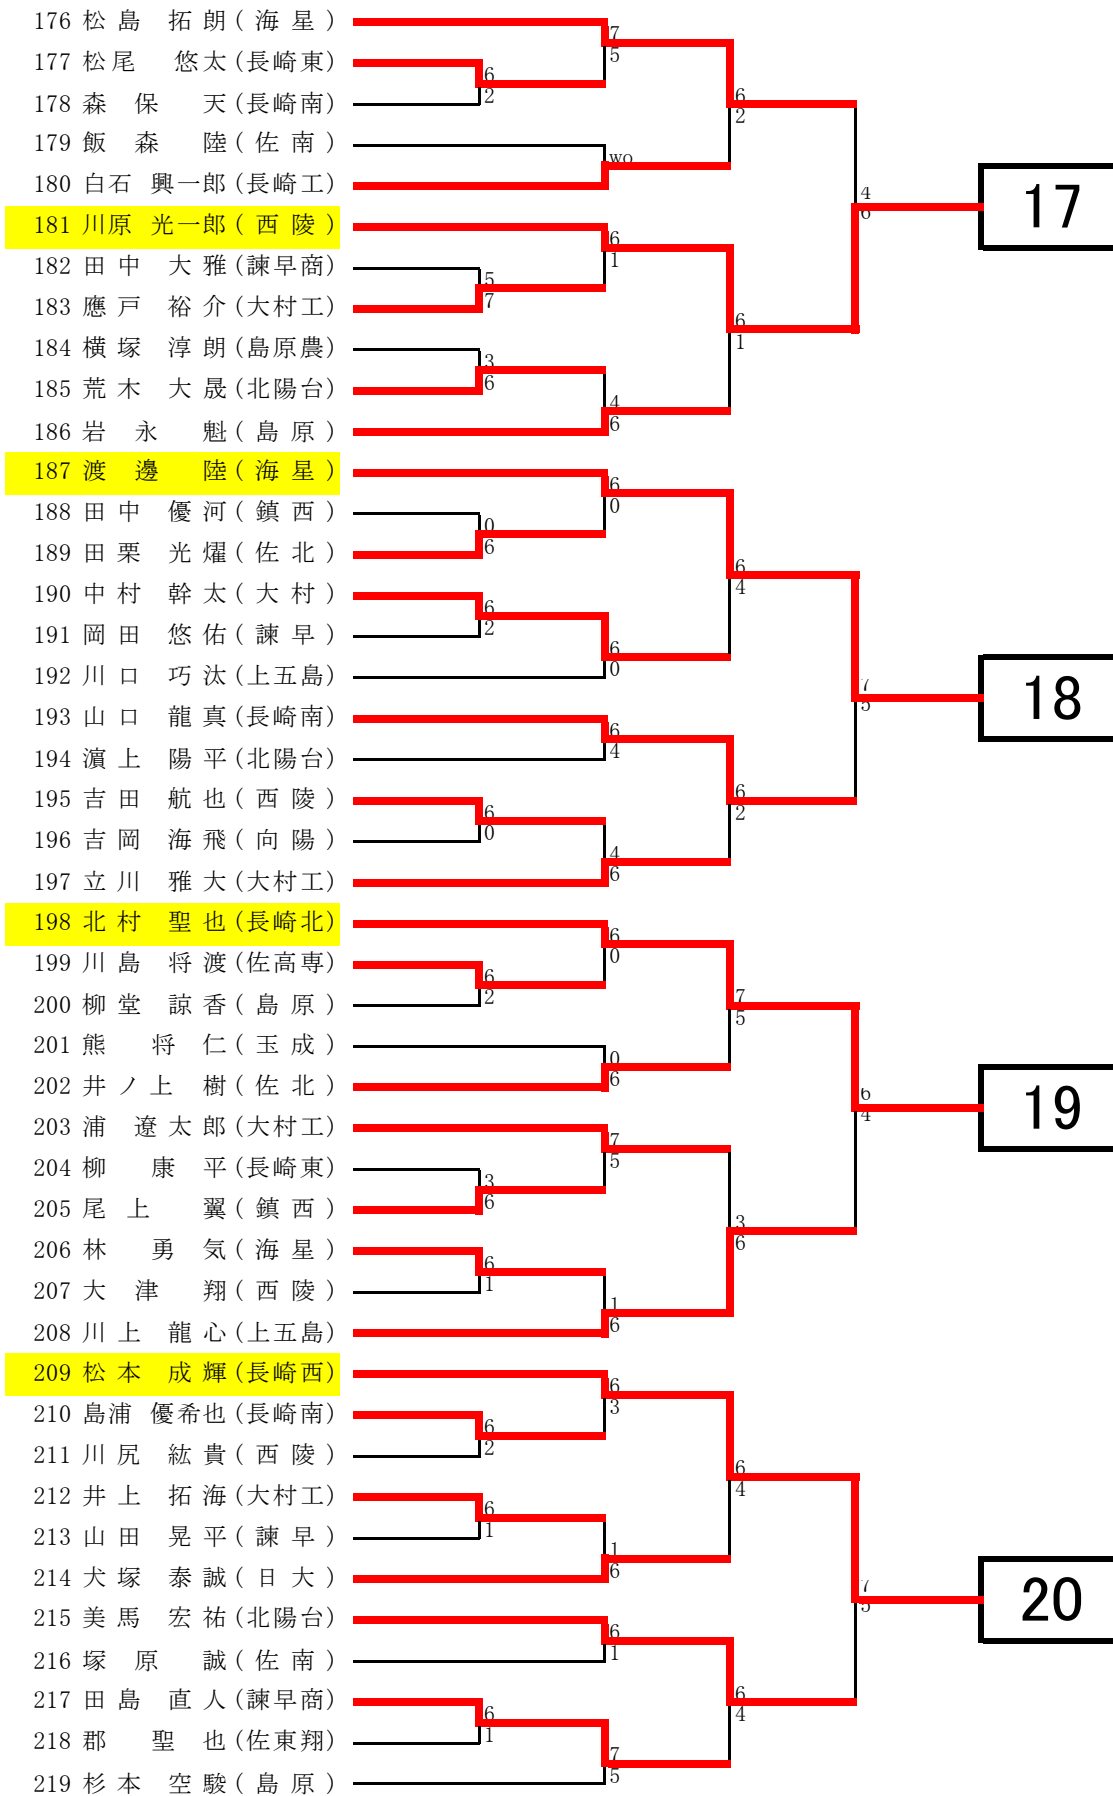 176 松島 拓朗(海星)
7
177 松尾 悠太(長崎東)
5
6
178 森保 天(長崎南)
2
6
2
179 飯森 陸(佐南)
wo
180 白石 興一郎(長崎工)
4
17
6
181 川原 光一郎(西陵)
6
182 田中 大雅(諫早商)
1
5
183 應戸 裕介(大村工)
7
6
184 横塚 淳朗(島原農)
1
3
185 荒木 大晟(北陽台)
6
4
186 岩永 魁(島原)
6
187 渡邊 陸(海星)
6
188 田中 優河(鎮西)
0
0
189 田栗 光燿(佐北)
6
6
190 中村 幹太(大村)
4
6
191 岡田 悠佑(諫早)
2
6
192 川口 巧汰(上五島)
0
7
18
5
193 山口 龍真(長崎南)
6
194 濵上 陽平(北陽台)
4
195 吉田 航也(西陵)
6
6
2
196 吉岡 海飛(向陽)
0
4
197 立川 雅大(大村工)
6
198 北村 聖也(長崎北)
6
199 川島 将渡(佐高専)
0
6
200 柳堂 諒香(島原)
2
7
5
201 熊 将仁(玉成)
0
202 井ノ上 樹(佐北)
6
6
19
4
203 浦 遼太郎(大村工)
7
204 柳 康平(長崎東)
5
3
205 尾上 翼(鎮西)
6
3
206 林 勇気(海星)
6
6
207 大津 翔(西陵)
1
1
208 川上 龍心(上五島)
6
209 松本 成輝(長崎西)
6
210 島浦 優希也(長崎南)
3
6
211 川尻 紘貴(西陵)
2
6
4
212 井上 拓海(大村工)
6
213 山田 晃平(諫早)
1
1
214 犬塚 泰誠(日大)
6
7
20
5
215 美馬 宏祐(北陽台)
6
216 塚原 誠(佐南)
1
217 田島 直人(諫早商)
6
6
4
218 郡 聖也(佐東翔)
1
7
219 杉本 空駿(島原)
5